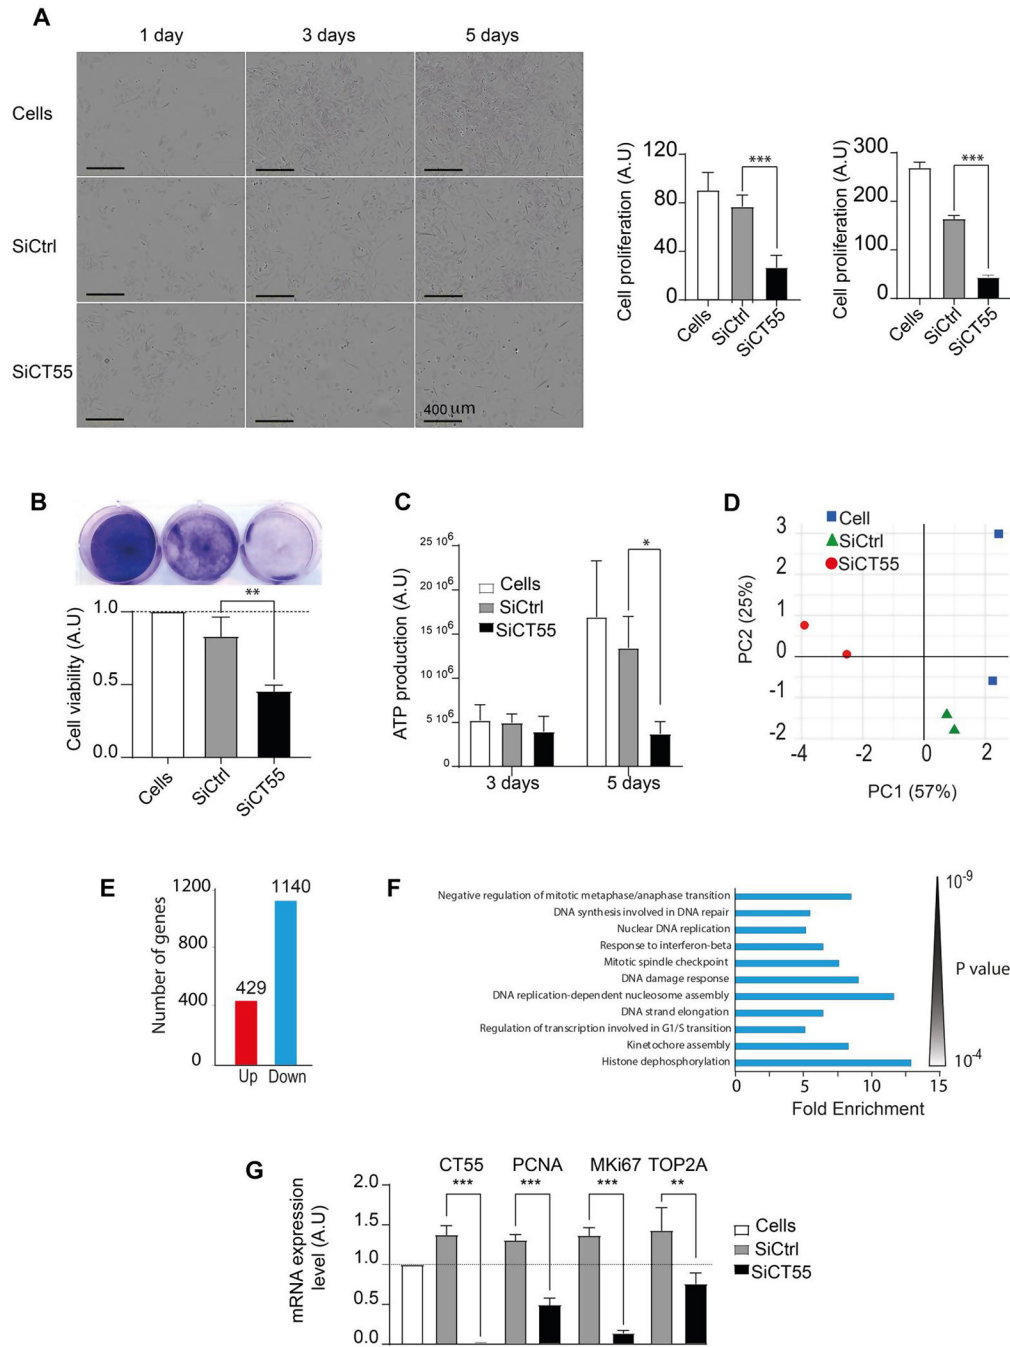 A
1 day 3 days 5 days
Cells
SiCtrl
SiCT55
400 µm
Cell proliferation (A.U)
120
80
40
0
***
Cells SiCtrl SiCT55
Cell proliferation (A.U)
300
200
100
0
***
Cells SiCtrl SiCT55
B
Cell viability (A.U)
1.0
0.5
0.0
**
Cells SiCtrl SiCT55
C
ATP production (A.U)
25 10⁶
20 10⁶
15 10⁶
10 10⁶
5 10⁶
0
*
Cells
SiCtrl
SiCT55
3 days 5 days
D
Cell
SiCtrl
SiCT55
PC2 (25%)
3
2
1
0
-1
-2
-4 -2 0 2
PC1 (57%)
E
Number of genes
1200
800
400
0
429
1140
Up Down
F
Negative regulation of mitotic metaphase/anaphase transition
DNA synthesis involved in DNA repair
Nuclear DNA replication
Response to interferon-beta
Mitotic spindle checkpoint
DNA damage response
DNA replication-dependent nucleosome assembly
DNA strand elongation
Regulation of transcription involved in G1/S transition
Kinetochore assembly
Histone dephosphorylation
0 5 10 15
Fold Enrichment
10⁻⁹
P value
10⁻⁴
G
CT55 PCNA MKi67 TOP2A
*** *** *** **
mRNA expression
level (A.U)
2.0
1.5
1.0
0.5
0.0
Cells
SiCtrl
SiCT55